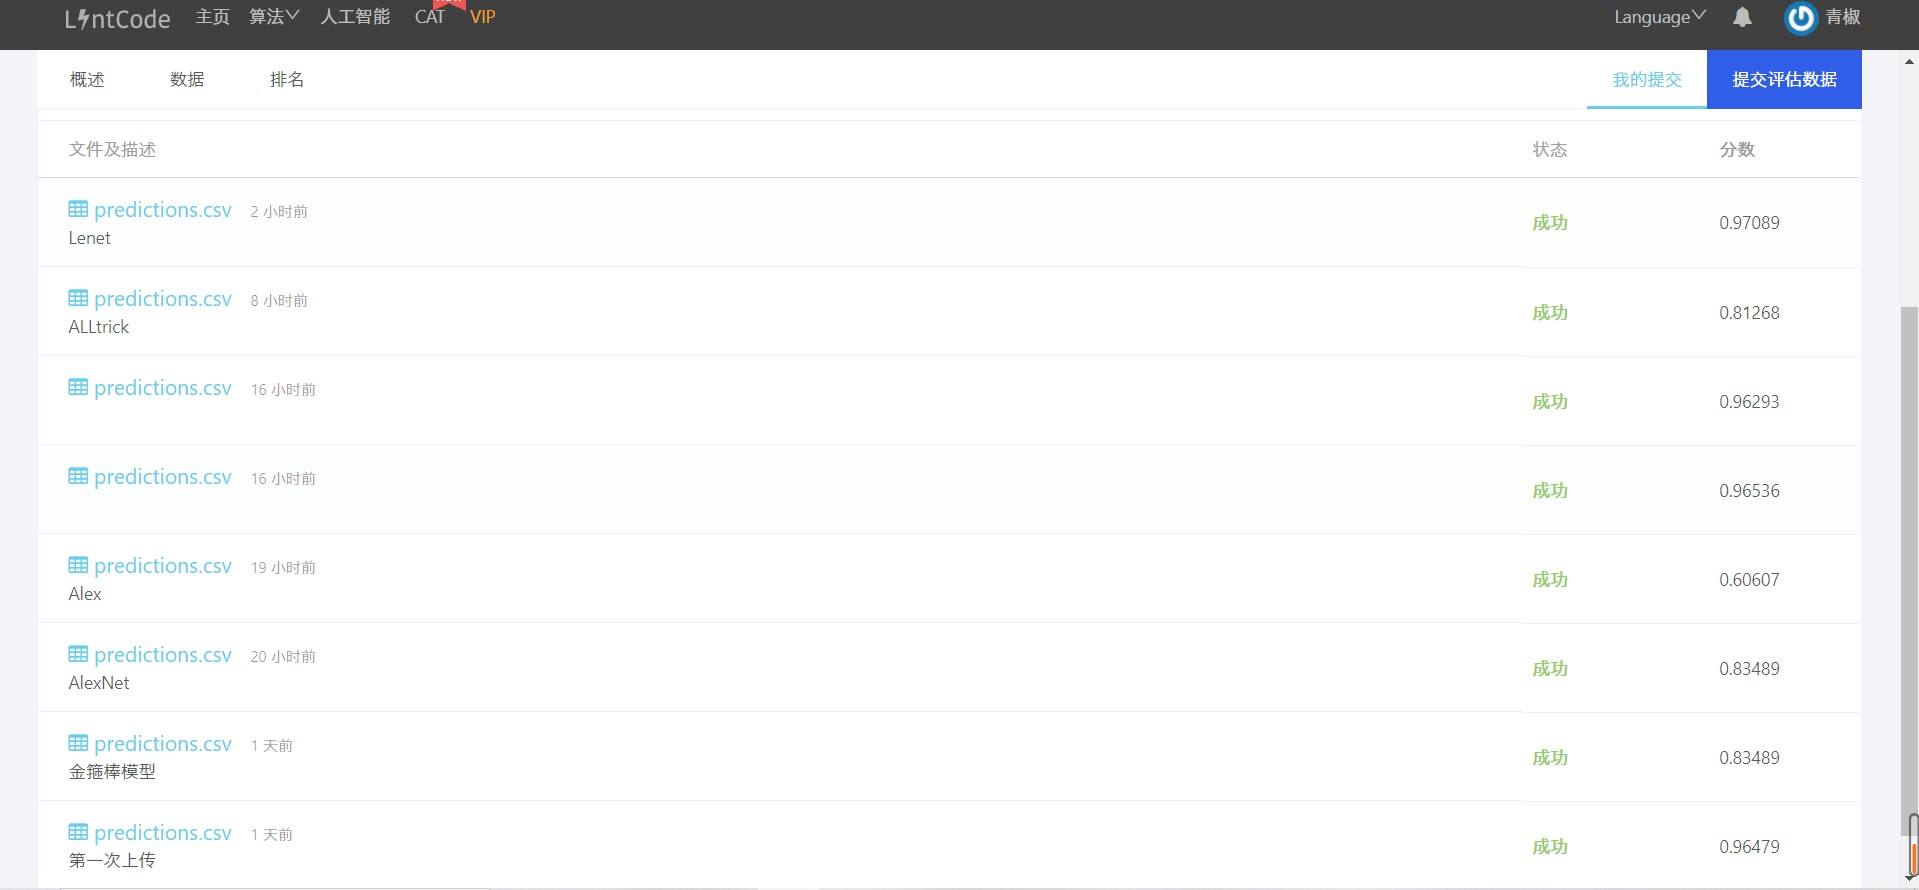 LintCode 主页 算法 人工智能 CAT VIP Language 青椒
概述 数据 排名 我的提交 提交评估数据
文件及描述 状态 分数
predictions.csv 2 小时前
Lenet
成功 0.97089
predictions.csv 8 小时前
ALLtrick
成功 0.81268
predictions.csv 16 小时前
成功 0.96293
predictions.csv 16 小时前
成功 0.96536
predictions.csv 19 小时前
Alex
成功 0.60607
predictions.csv 20 小时前
AlexNet
成功 0.83489
predictions.csv 1 天前
金箍棒模型
成功 0.83489
predictions.csv 1 天前
第一次上传
成功 0.96479